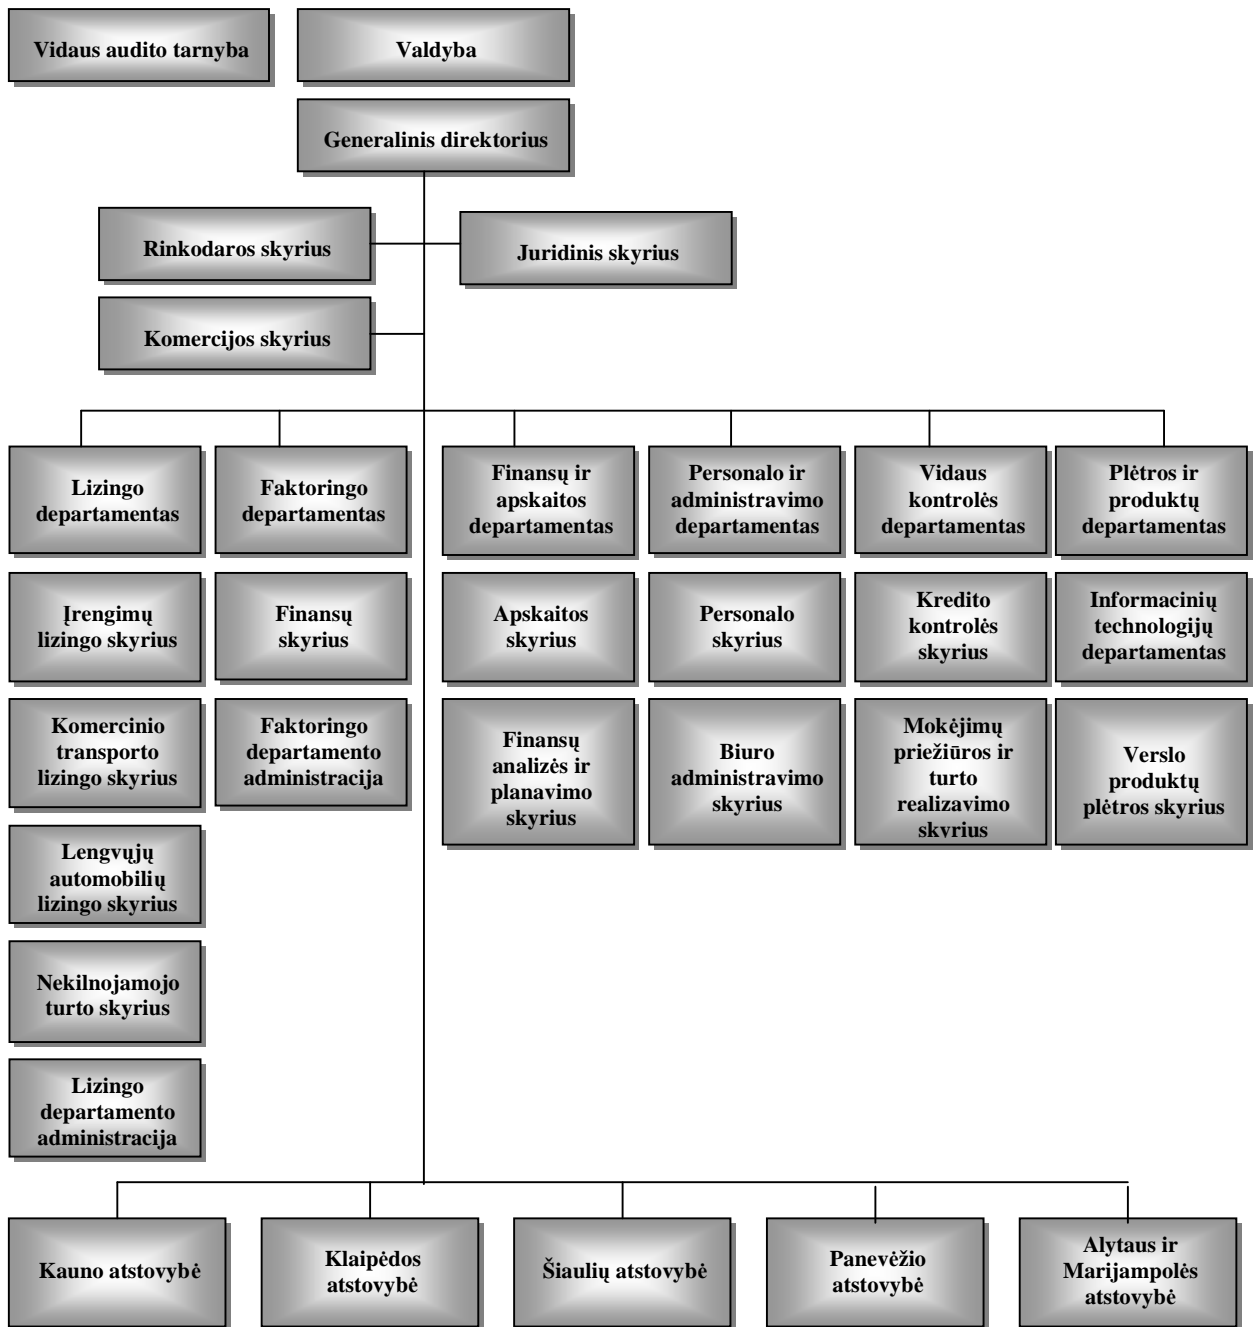 Vidaus audito tarnyba
Valdyba
Generalinis direktorius
Rinkodaros skyrius
Juridinis skyrius
Komercijos skyrius
Lizingo
departamentas
Faktoringo
departamentas
Finansų ir
apskaitos
departamentas
Personalo ir
administravimo
departamentas
Vidaus
kontrolės
departamentas
Plėtros ir
produktų
departamentas
Įrengimų
lizingo skyrius
Finansų
skyrius
Apskaitos
skyrius
Personalo
skyrius
Kredito
kontrolės
skyrius
Informacinių
technologijų
departamentas
Komercinio
transporto
lizingo skyrius
Faktoringo
departamento
administracija
Finansų
analizės ir
planavimo
skyrius
Biuro
administravimo
skyrius
Mokėjimų
priežiūros ir
turto
realizavimo
skyrius
Verslo
produktų
plėtros skyrius
Lengvųjų
automobilių
lizingo skyrius
Nekilnojamojo
turto skyrius
Lizingo
departamento
administracija
Kauno atstovybė
Klaipėdos
atstovybė
Šiaulių atstovybė
Panevėžio
atstovybė
Alytaus ir
Marijampolės
atstovybė